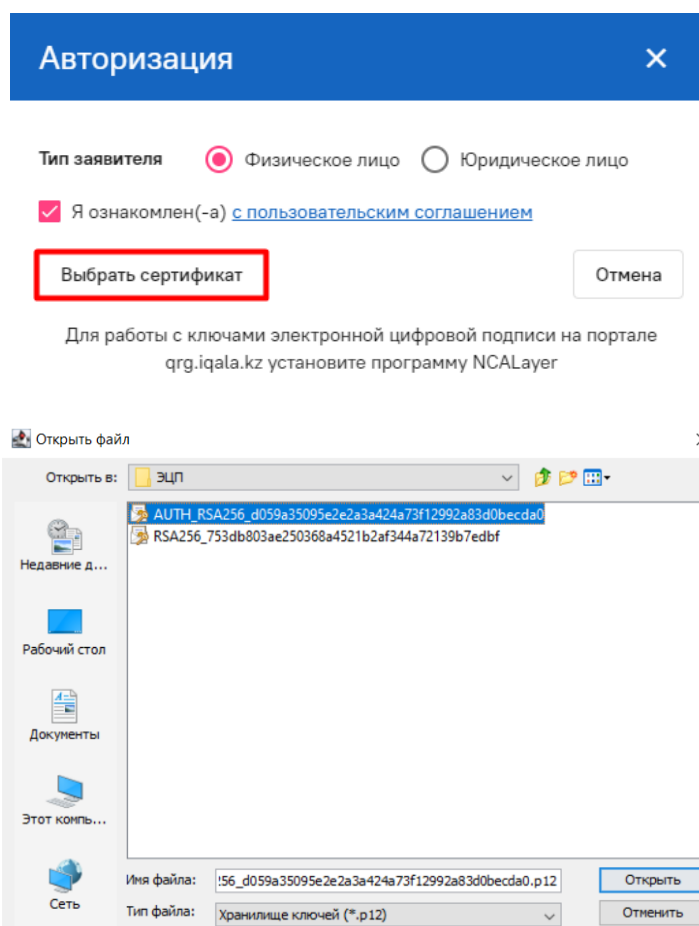 Авторизация
Тип заявителя Физическое лицо Юридическое лицо
Я ознакомлен(-а) с пользовательским соглашением
Выбрать сертификат Отмена
Для работы с ключами электронной цифровой подписи на портале
qrg.iqala.kz установите программу NCALayer
Открыть файл
Открыть в: ЭЦП
AUTH_RSA256_d059a35095e2e2a3a424a73f12992a83d0becda0
RSA256_753db803ae250368a4521b2af344a72139b7edbf
Недавние д...
Рабочий стол
Документы
Этот компь...
Сеть
Имя файла: !56_d059a35095e2e2a3a424a73f12992a83d0becda0.p12 Открыть
Тип файла: Хранилище ключей (*.p12) Отменить